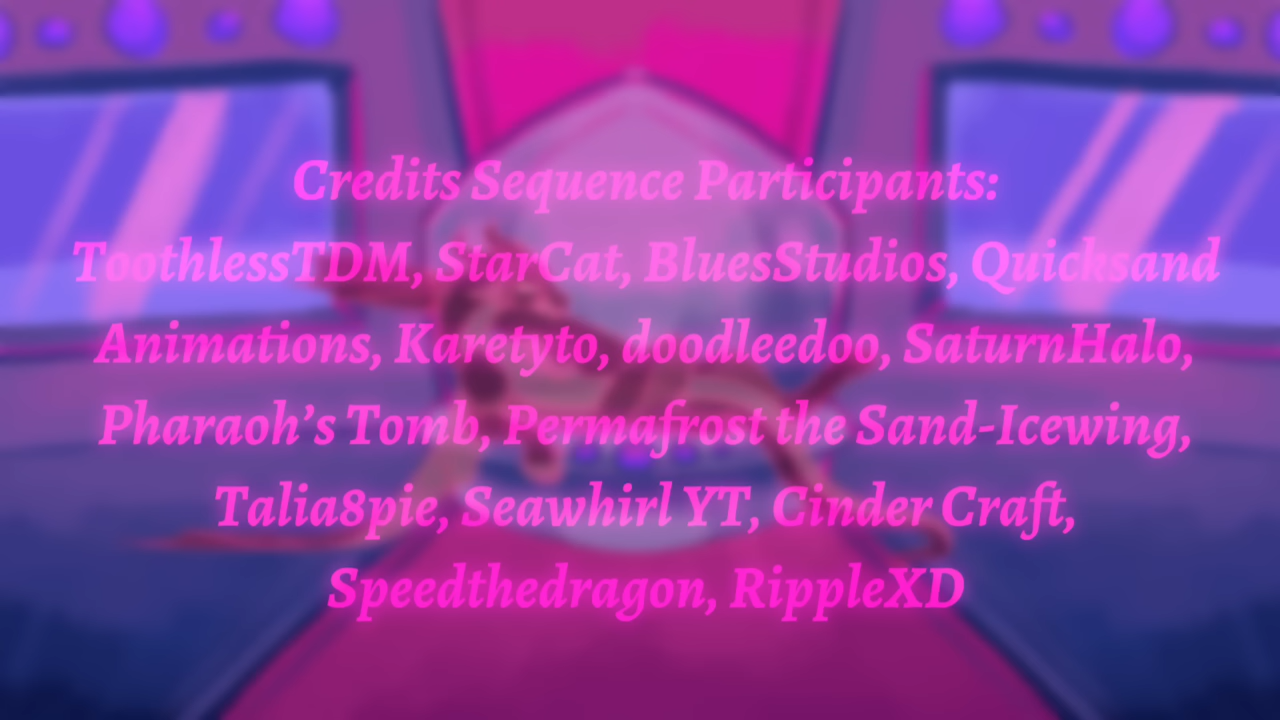 Credits Sequence Participants:
ToothlessTDM, StarCat, BluesStudios, Quicksand
Animations, Karetyto, doodleedoo, SaturnHalo,
Pharaoh’s Tomb, Permafrost the Sand-Icewing,
Talia8pie, Seawhirl YT, Cinder Craft,
Speedthedragon, RippleXD